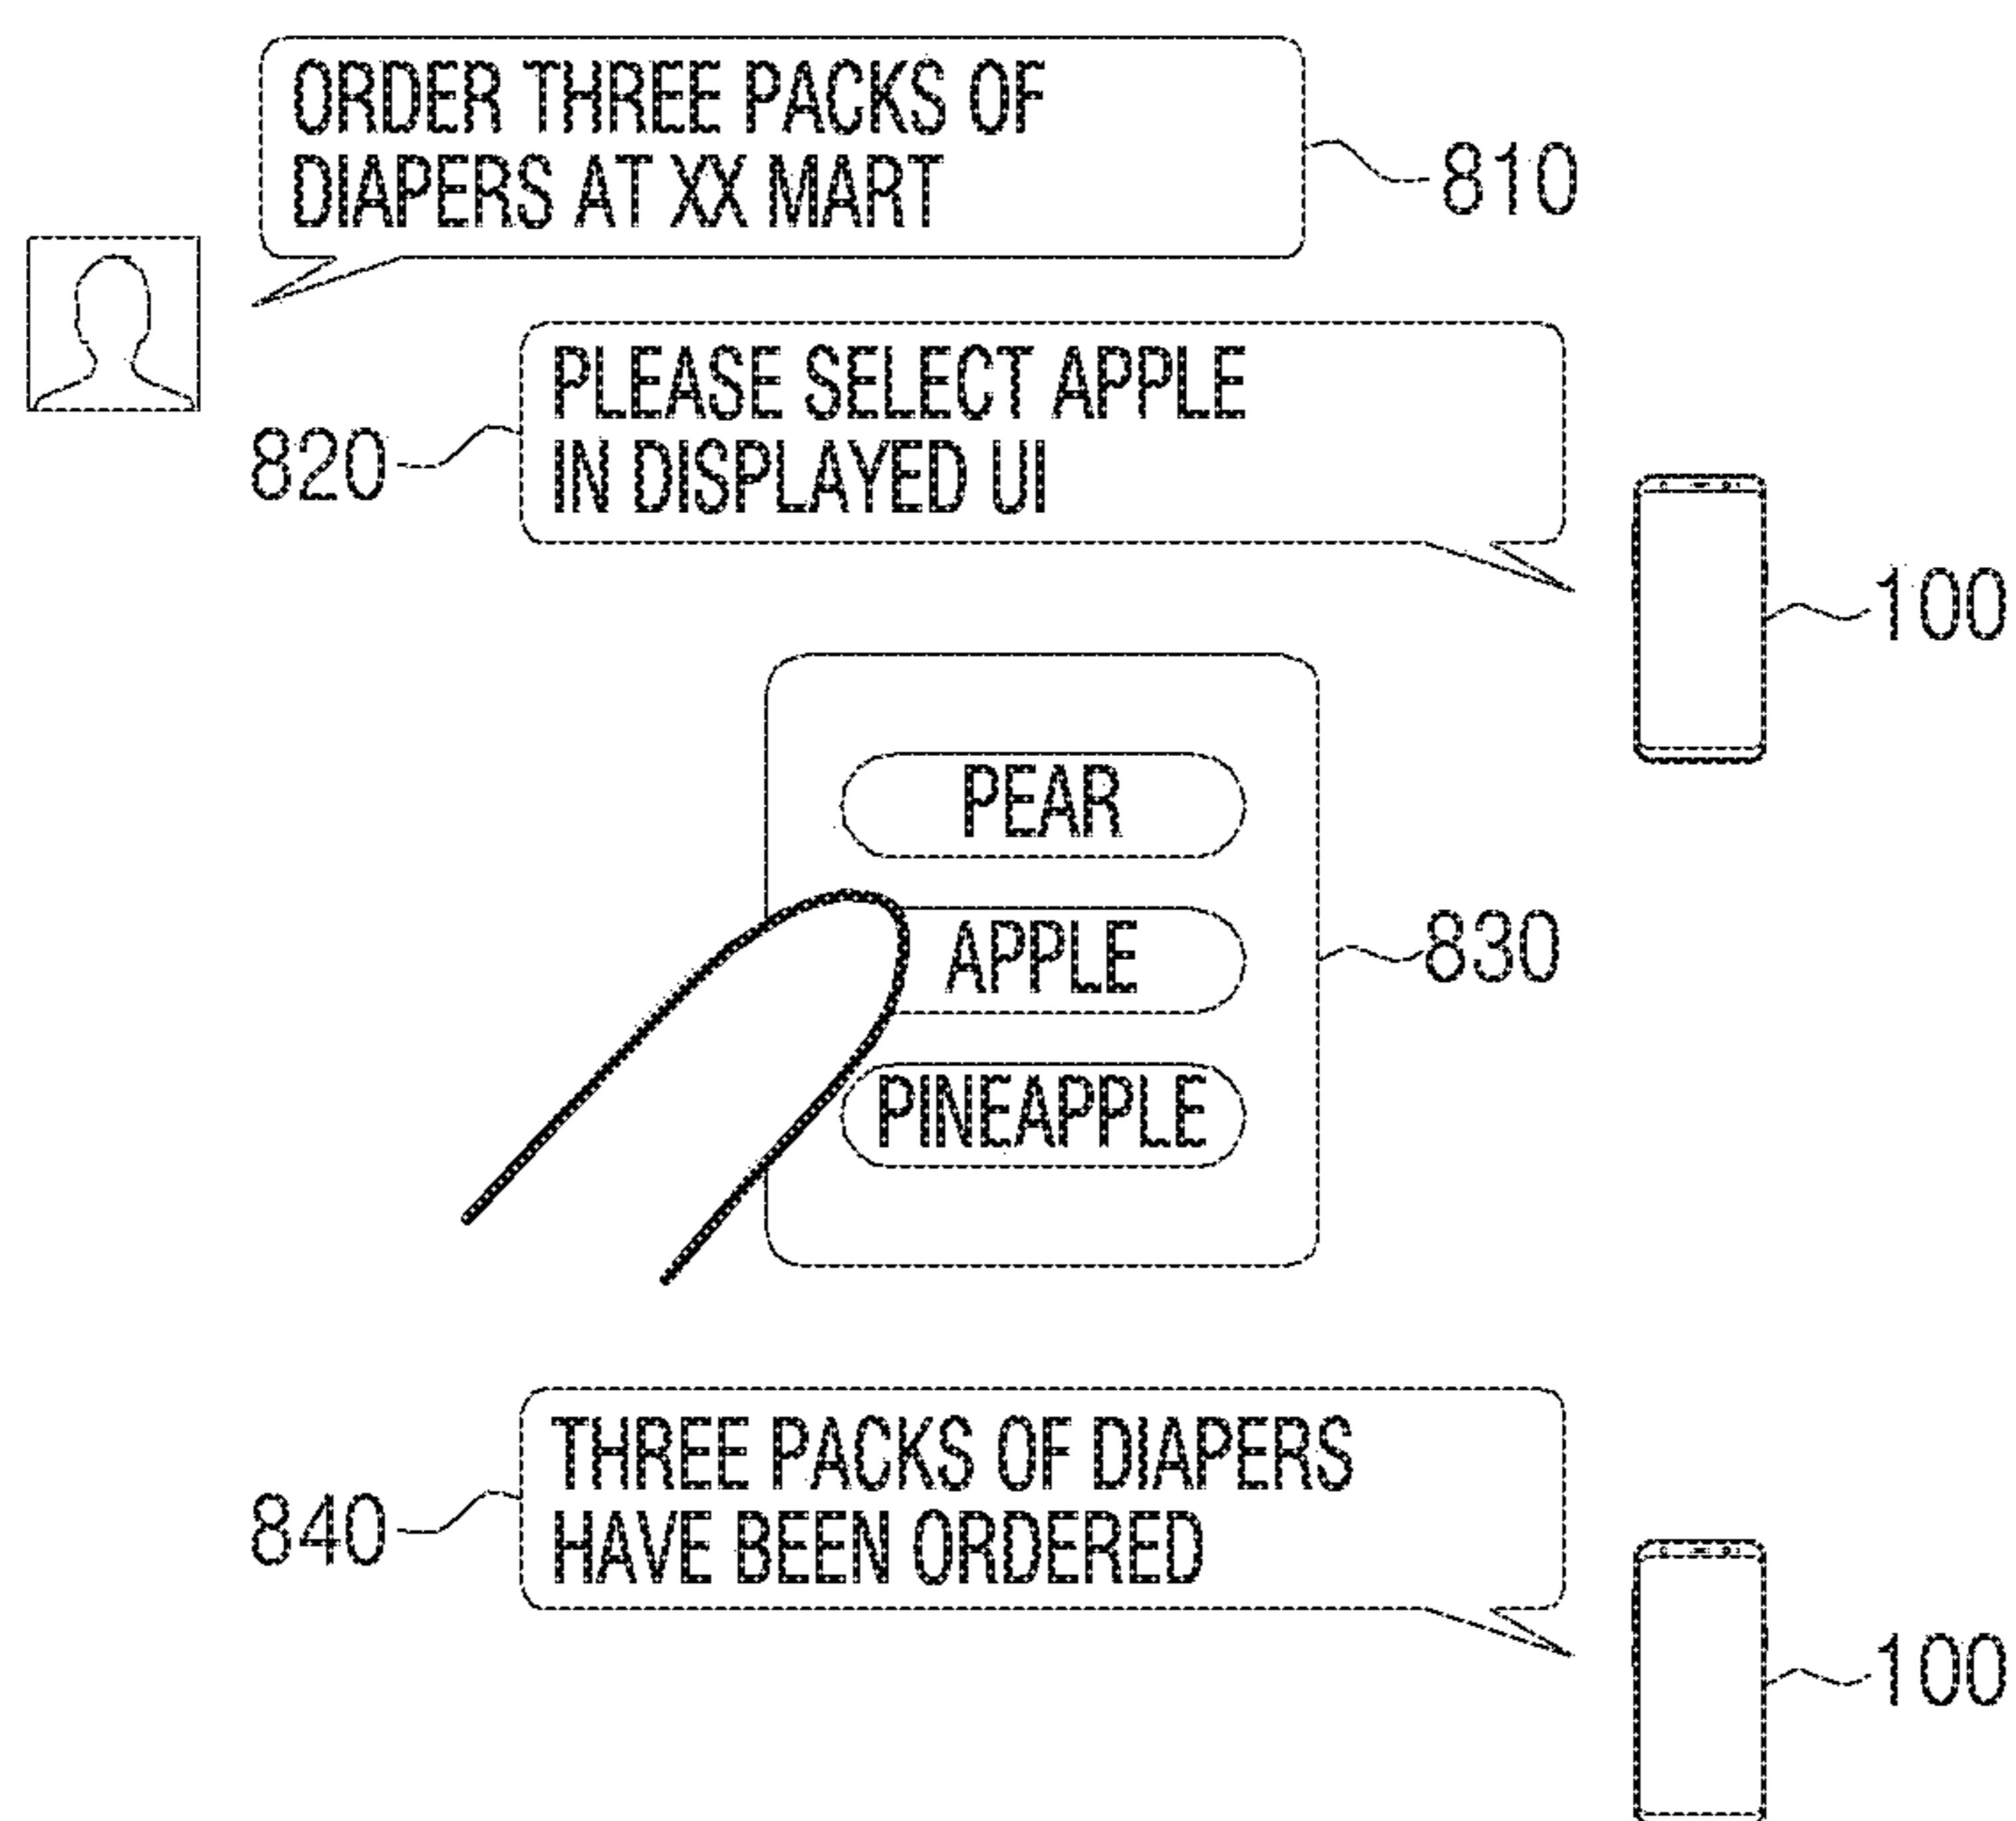 ORDER THREE PACKS OF
DIAPERS AT XX MART
810
PLEASE SELECT APPLE
IN DISPLAYED UI
820
100
PEAR
APPLE
830
PINEAPPLE
THREE PACKS OF DIAPERS
HAVE BEEN ORDERED
840
100